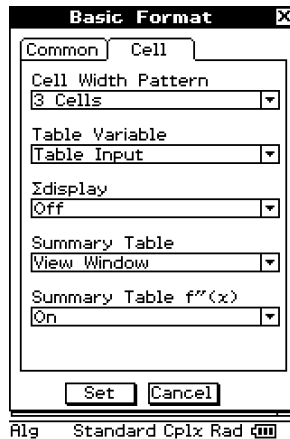 Basic Format X
Common Cell
Cell Width Pattern
3 Cells
Table Variable
Table Input
Σdisplay
Off
Summary Table
View Window
Summary Table f″(x)
On
Set Cancel
Alg Standard Cplx Rad